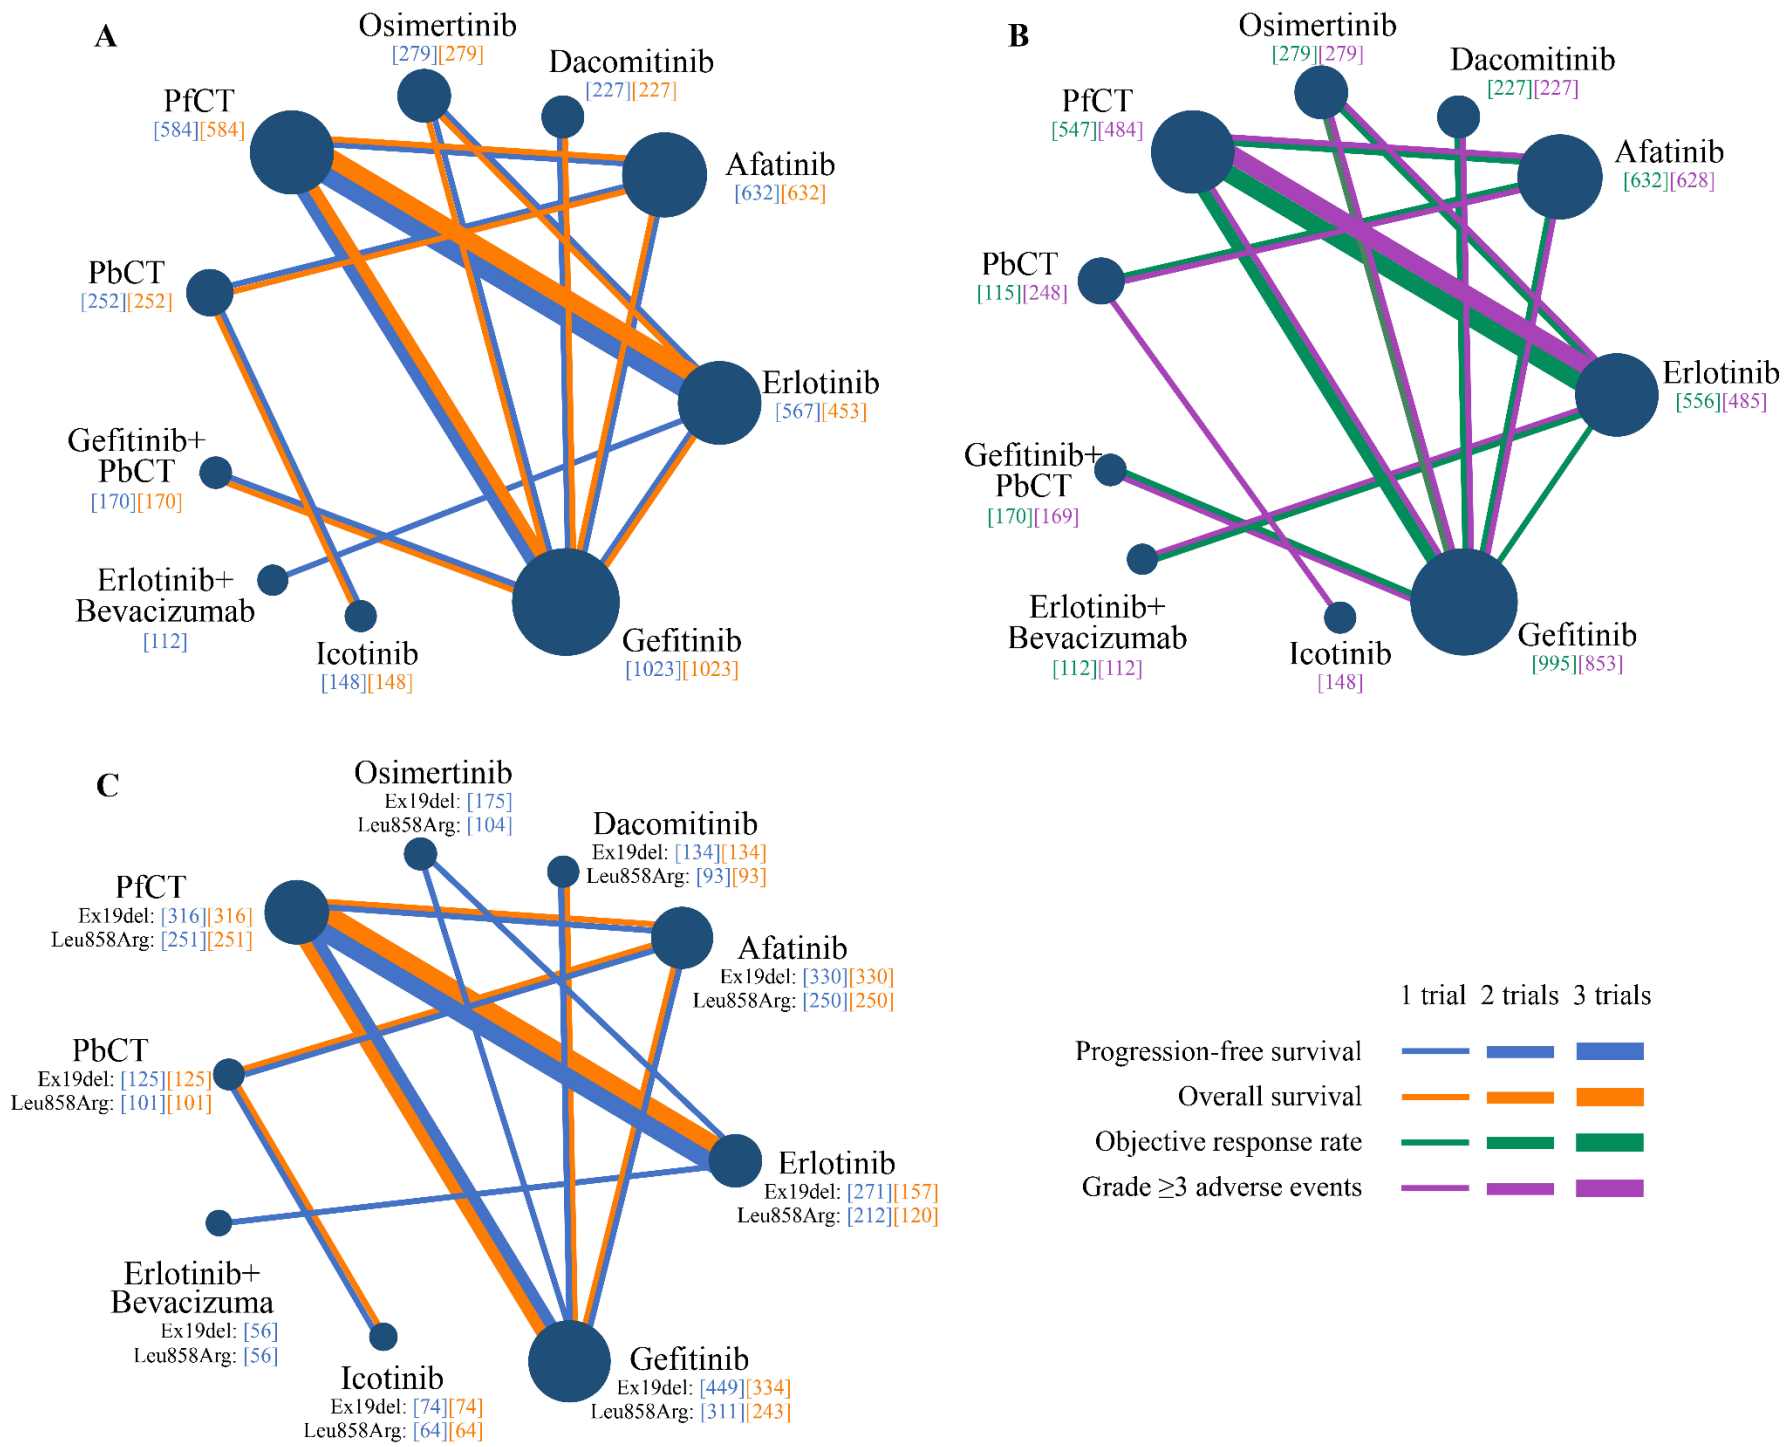 A
Osimertinib
[279][279]
Dacomitinib
[227][227]
PfCT
[584][584]
Afatinib
[632][632]
PbCT
[252][252]
Erlotinib
[567][453]
Gefitinib+
PbCT
[170][170]
Erlotinib+
Bevacizumab
[112]
Icotinib
[148][148]
Gefitinib
[1023][1023]
B
Osimertinib
[279][279]
Dacomitinib
[227][227]
PfCT
[547][484]
Afatinib
[632][628]
PbCT
[115][248]
Erlotinib
[556][485]
Gefitinib+
PbCT
[170][169]
Erlotinib+
Bevacizumab
[112][112]
Icotinib
[148]
Gefitinib
[995][853]
C
Osimertinib
Ex19del: [175]
Leu858Arg: [104]
Dacomitinib
Ex19del: [134][134]
Leu858Arg: [93][93]
PfCT
Ex19del: [316][316]
Leu858Arg: [251][251]
Afatinib
Ex19del: [330][330]
Leu858Arg: [250][250]
PbCT
Ex19del: [125][125]
Leu858Arg: [101][101]
Erlotinib
Ex19del: [271][157]
Leu858Arg: [212][120]
Erlotinib+
Bevacizuma
Ex19del: [56]
Leu858Arg: [56]
Icotinib
Ex19del: [74][74]
Leu858Arg: [64][64]
Gefitinib
Ex19del: [449][334]
Leu858Arg: [311][243]
1 trial 2 trials 3 trials
Progression-free survival
Overall survival
Objective response rate
Grade ≥3 adverse events